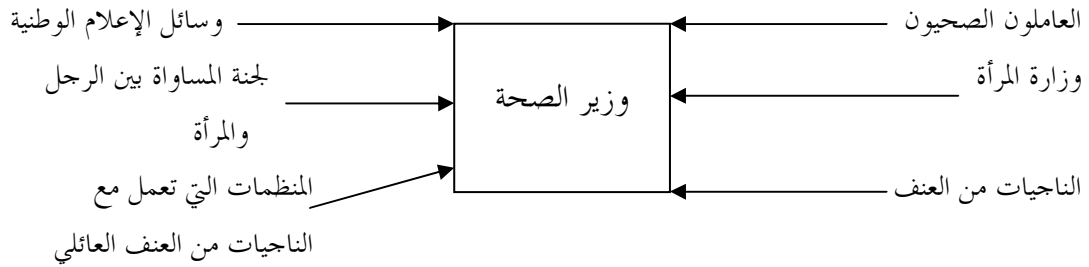 العاملون الصحيون
وسائل الإعلام الوطنية
وزارة المرأة
لجنة المساواة بين الرجل
والمرأة
وزير الصحة
الناجيات من العنف
المنظمات التي تعمل مع
الناجيات من العنف العائلي